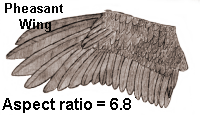 Pheasant
Wing
Aspect ratio = 6.8